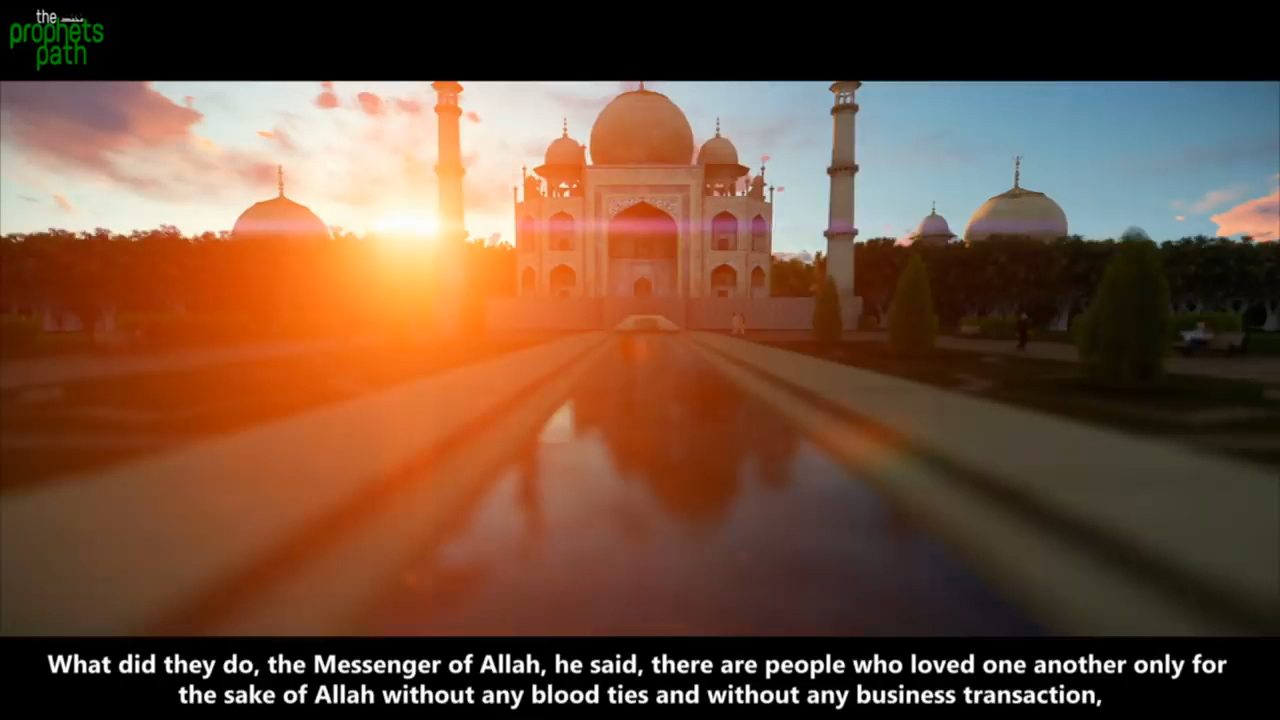 the
prophets
path
What did they do, the Messenger of Allah, he said, there are people who loved one another only for
the sake of Allah without any blood ties and without any business transaction,